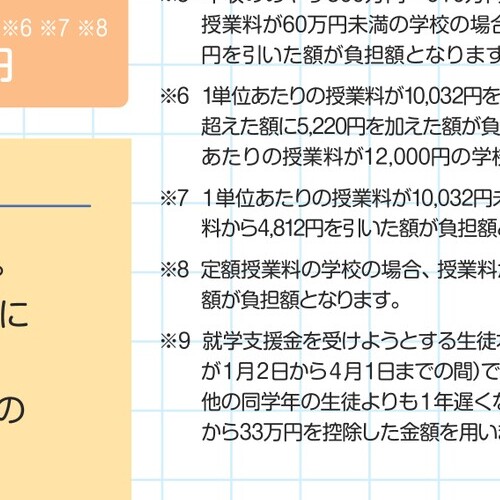 ※6 ※7 ※8
円
授業料が60万円未満の学校の場合
円を引いた額が負担額となります
※6 1単位あたりの授業料が10,032円を
超えた額に5,220円を加えた額が負
あたりの授業料が12,000円の学校
※7 1単位あたりの授業料が10,032円未
料から4,812円を引いた額が負担額
※8 定額授業料の学校の場合、授業料
額が負担額となります。
※9 就学支援金を受けようとする生徒
が1月2日から4月1日までの間)で
他の同学年の生徒よりも1年遅くな
から33万円を控除した金額を用い
。
に
の